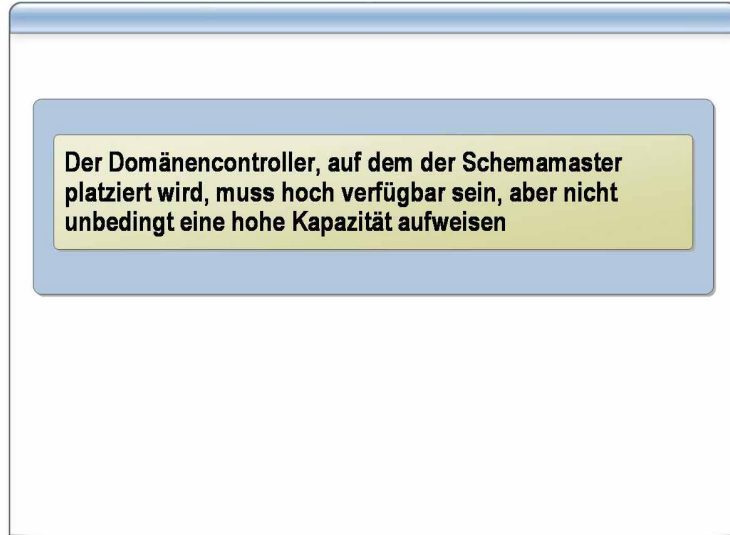 Der Domänencontroller, auf dem der Schemamaster
platziert wird, muss hoch verfügbar sein, aber nicht
unbedingt eine hohe Kapazität aufweisen